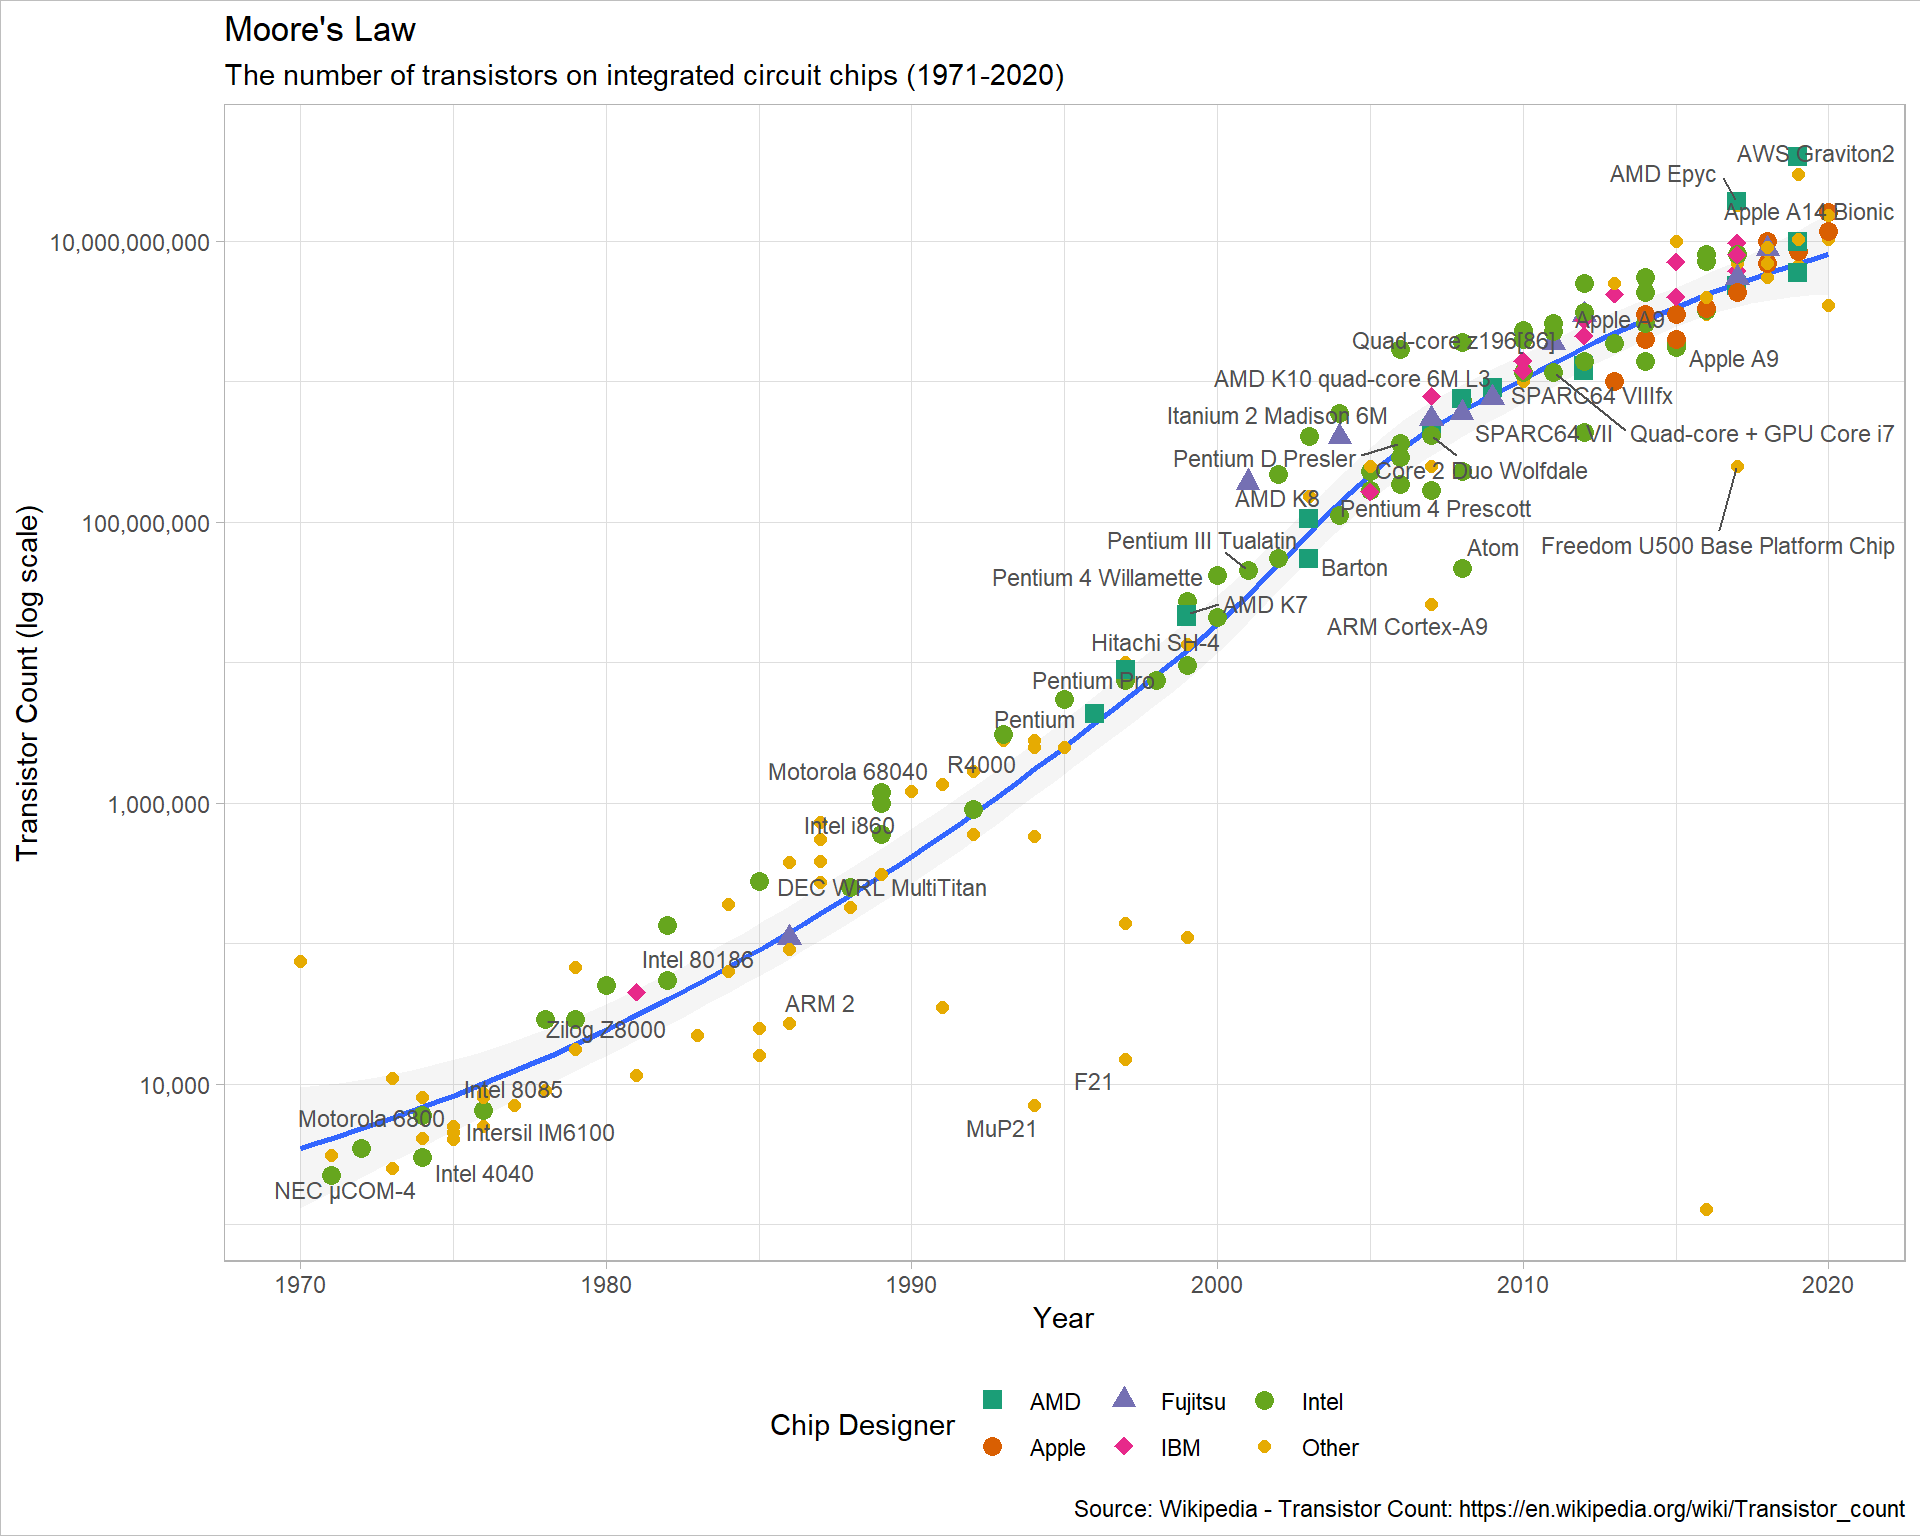 Moore's Law
The number of transistors on integrated circuit chips (1971-2020)
Transistor Count (log scale)
10,000,000,000
100,000,000
1,000,000
10,000
AWS Graviton2
AMD Epyc
Apple A14 Bionic
Apple A9
Quad-core z196[86]
Apple A9
AMD K10 quad-core 6M L3
SPARC64 VIIIfx
Itanium 2 Madison 6M
SPARC64 VII
Quad-core + GPU Core i7
Pentium D Presler
Core 2 Duo Wolfdale
AMD K8
Pentium 4 Prescott
Pentium III Tualatin
Atom
Freedom U500 Base Platform Chip
Pentium 4 Willamette
Barton
AMD K7
ARM Cortex-A9
Hitachi SH-4
Pentium Pro
Pentium
R4000
Motorola 68040
Intel i860
DEC WRL MultiTitan
Intel 80186
ARM 2
Zilog Z8000
F21
Intel 8085
Motorola 6800
MuP21
Intersil IM6100
Intel 4040
NEC μCOM-4
1970
1980
1990
2000
2010
2020
Year
Chip Designer
AMD
Fujitsu
Intel
Apple
IBM
Other
Source: Wikipedia - Transistor Count: https://en.wikipedia.org/wiki/Transistor_count